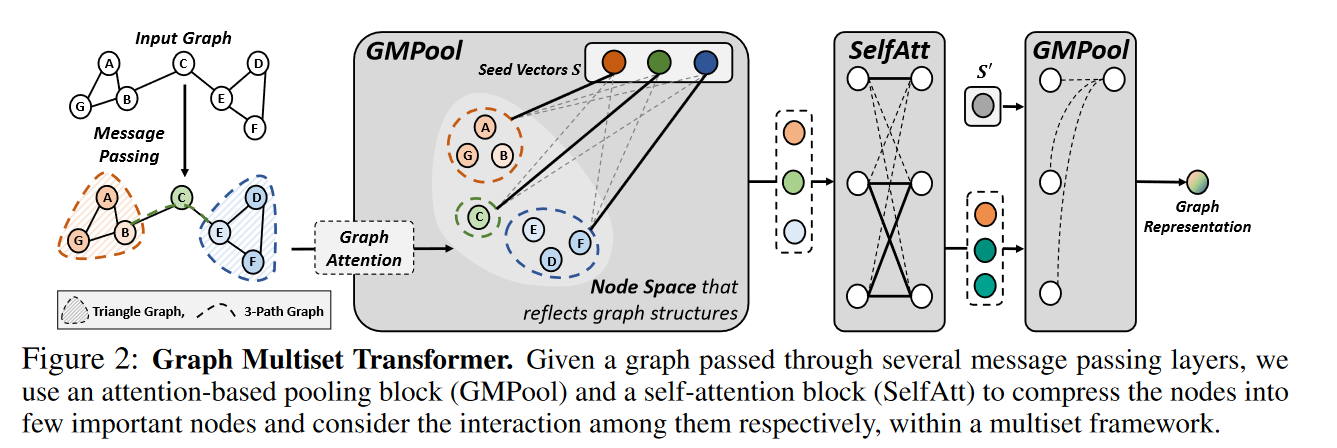 Input Graph
A
C
D
G
B
E
F
Message
Passing
A
C
D
G
B
E
F
Triangle Graph,
3-Path Graph
Graph
Attention
GMPool
Seed Vectors S
A
G
B
C
E
F
D
Node Space that
reflects graph structures
SelfAtt
S′
GMPool
Graph
Representation
Figure 2: Graph Multiset Transformer. Given a graph passed through several message passing layers, we
use an attention-based pooling block (GMPool) and a self-attention block (SelfAtt) to compress the nodes into
few important nodes and consider the interaction among them respectively, within a multiset framework.